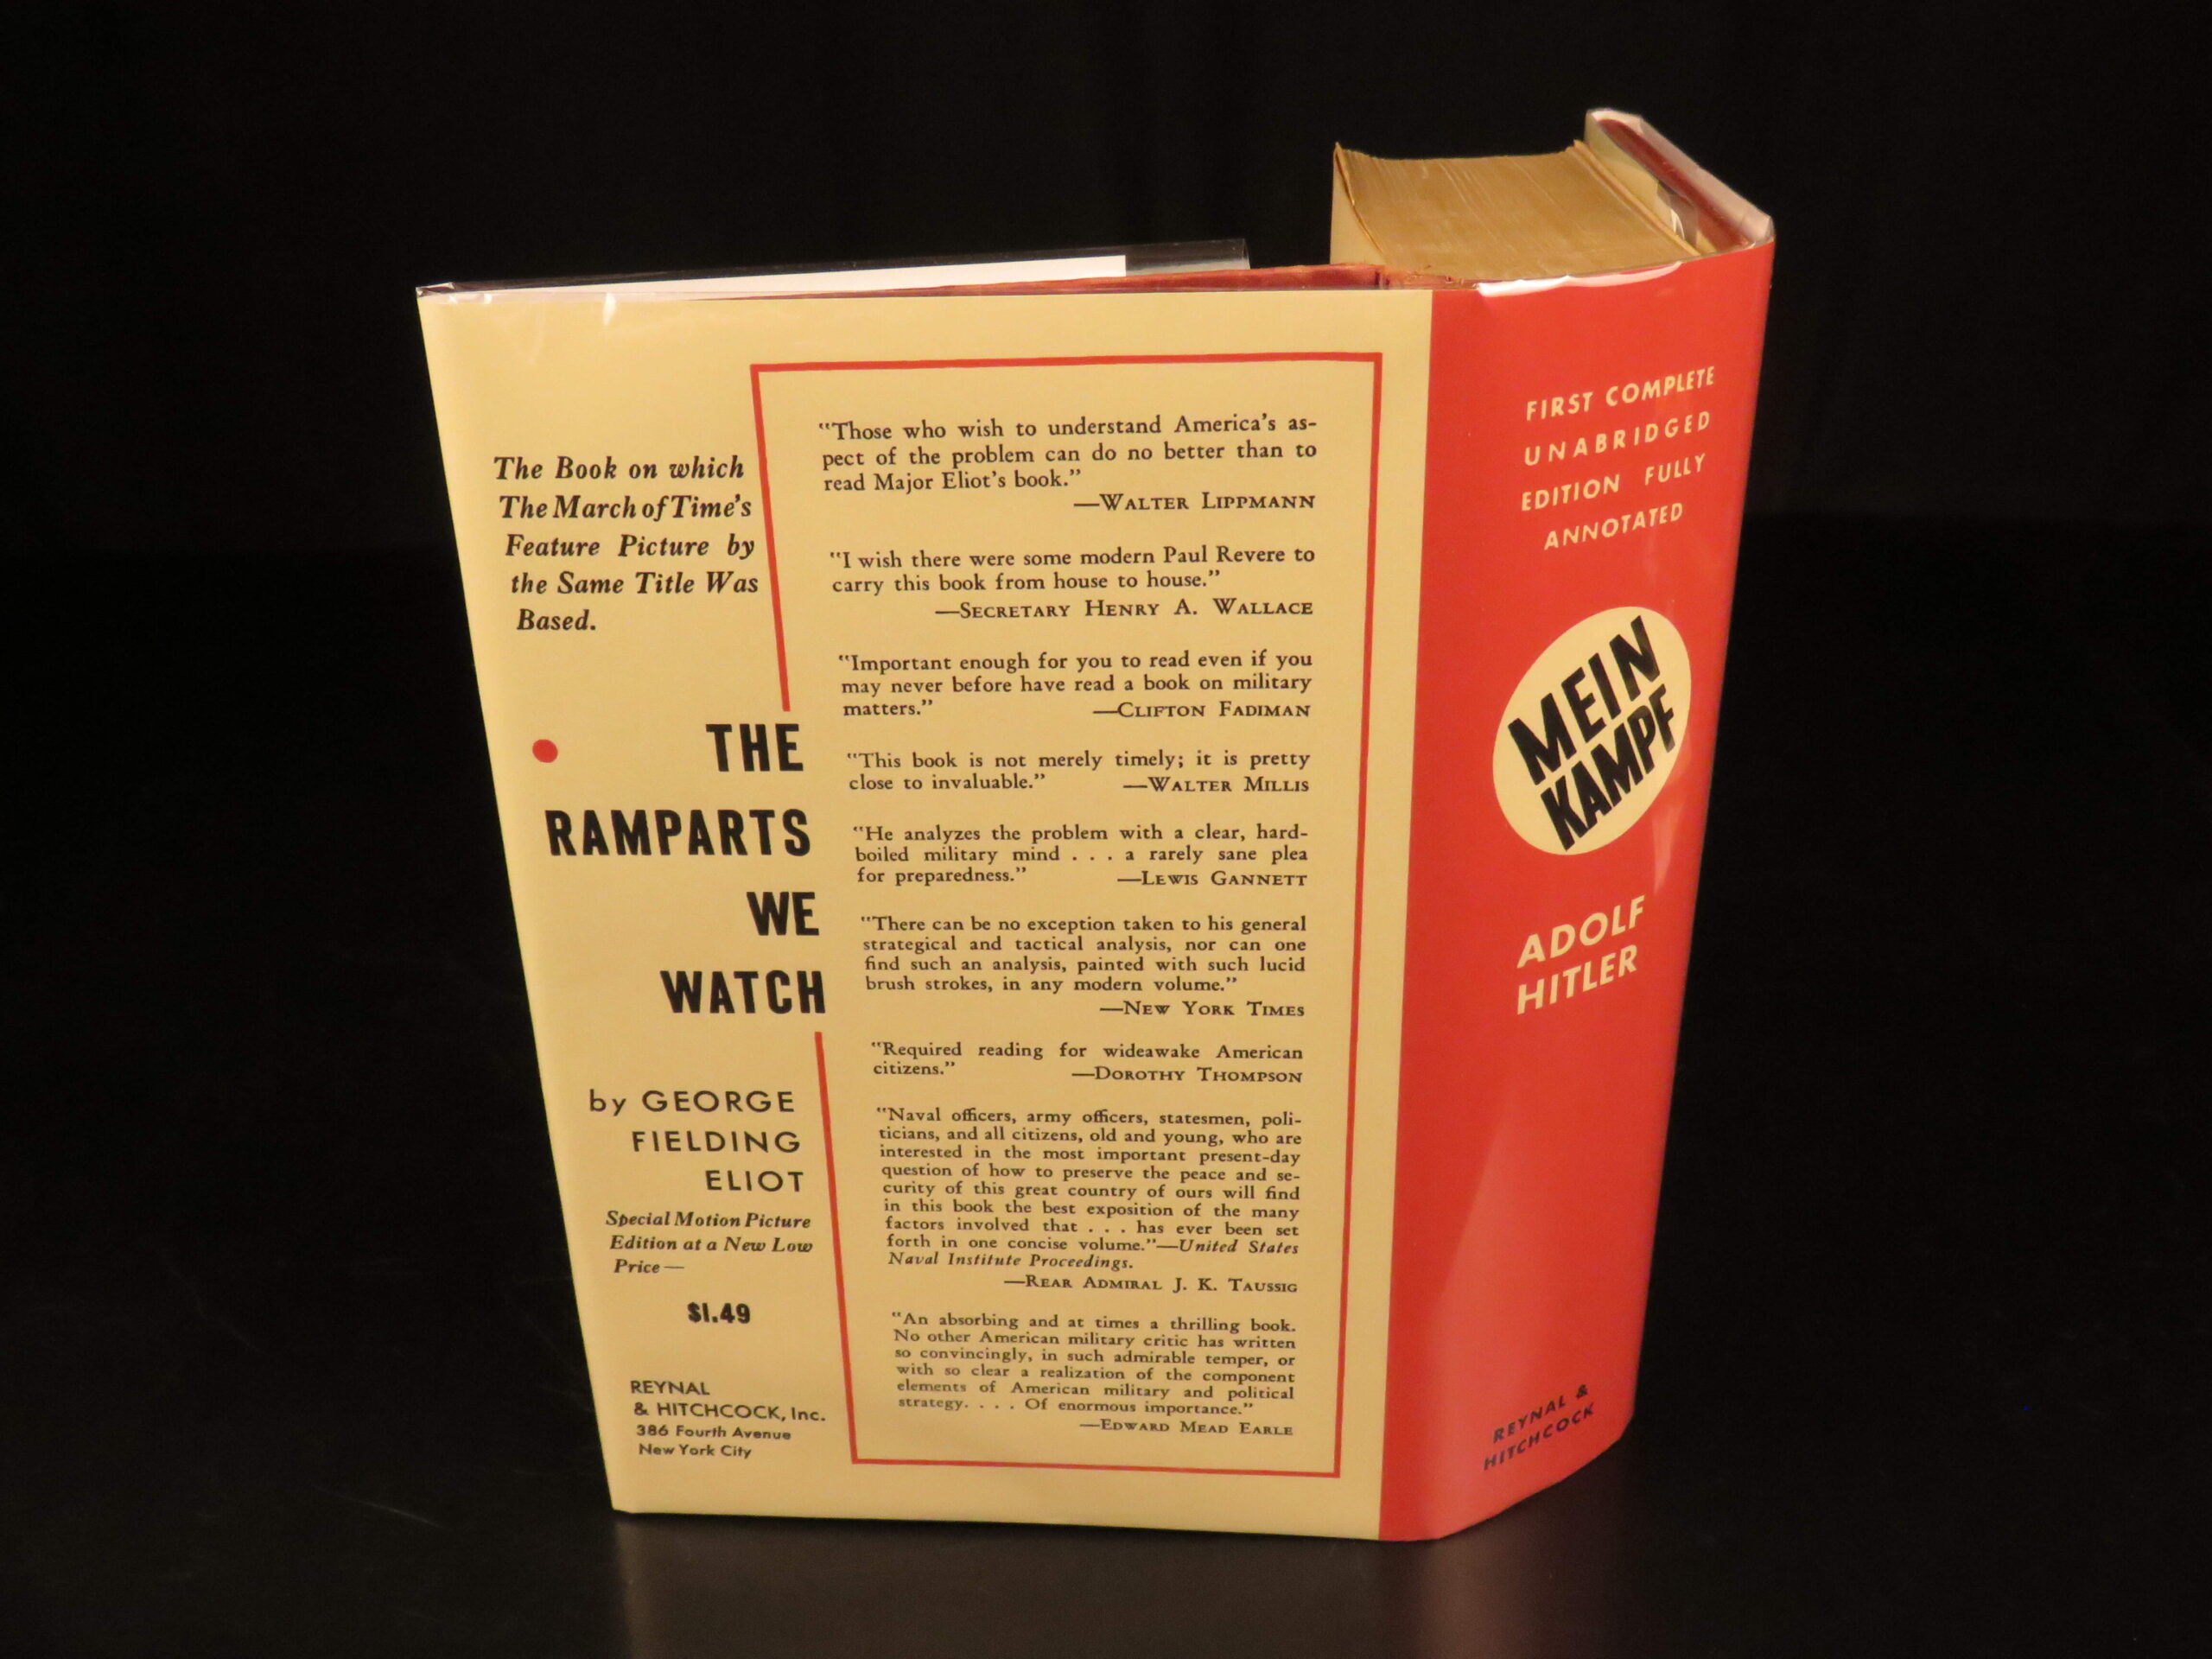 The Book on which
The March of Time's
Feature Picture by
the Same Title Was
Based.
THE
RAMPARTS
WE
WATCH
by GEORGE
FIELDING
ELIOT
Special Motion Picture
Edition at a New Low
Price—
$1.49
REYNAL
& HITCHCOCK, Inc.
386 Fourth Avenue
New York City
"Those who wish to understand America's as-
pect of the problem can do no better than to
read Major Eliot's book."
—WALTER LIPPMANN
"I wish there were some modern Paul Revere to
carry this book from house to house."
—SECRETARY HENRY A. WALLACE
"Important enough for you to read even if you
may never before have read a book on military
matters." —CLIFTON FADIMAN
"This book is not merely timely; it is pretty
close to invaluable." —WALTER MILLIS
"He analyzes the problem with a clear, hard-
boiled military mind . . . a rarely sane plea
for preparedness." —LEWIS GANNETT
"There can be no exception taken to his general
strategical and tactical analysis, nor can one
find such an analysis, painted with such lucid
brush strokes, in any modern volume."
—NEW YORK TIMES
"Required reading for wideawake American
citizens." —DOROTHY THOMPSON
"Naval officers, army officers, statesmen, poli-
ticians, and all citizens, old and young, who are
interested in the most important present-day
question of how to preserve the peace and se-
curity of this great country of ours will find
in this book the best exposition of the many
factors involved that . . . has ever been set
forth in one concise volume."—United States
Naval Institute Proceedings.
—REAR ADMIRAL J. K. TAUSSIG
"An absorbing and at times a thrilling book.
No other American military critic has written
so convincingly, in such admirable temper, or
with so clear a realization of the component
elements of American military and political
strategy. . . . Of enormous importance."
—EDWARD MEAD EARLE
FIRST COMPLETE
UNABRIDGED
EDITION FULLY
ANNOTATED
MEIN
KAMPF
ADOLF
HITLER
REYNAL &
HITCHCOCK